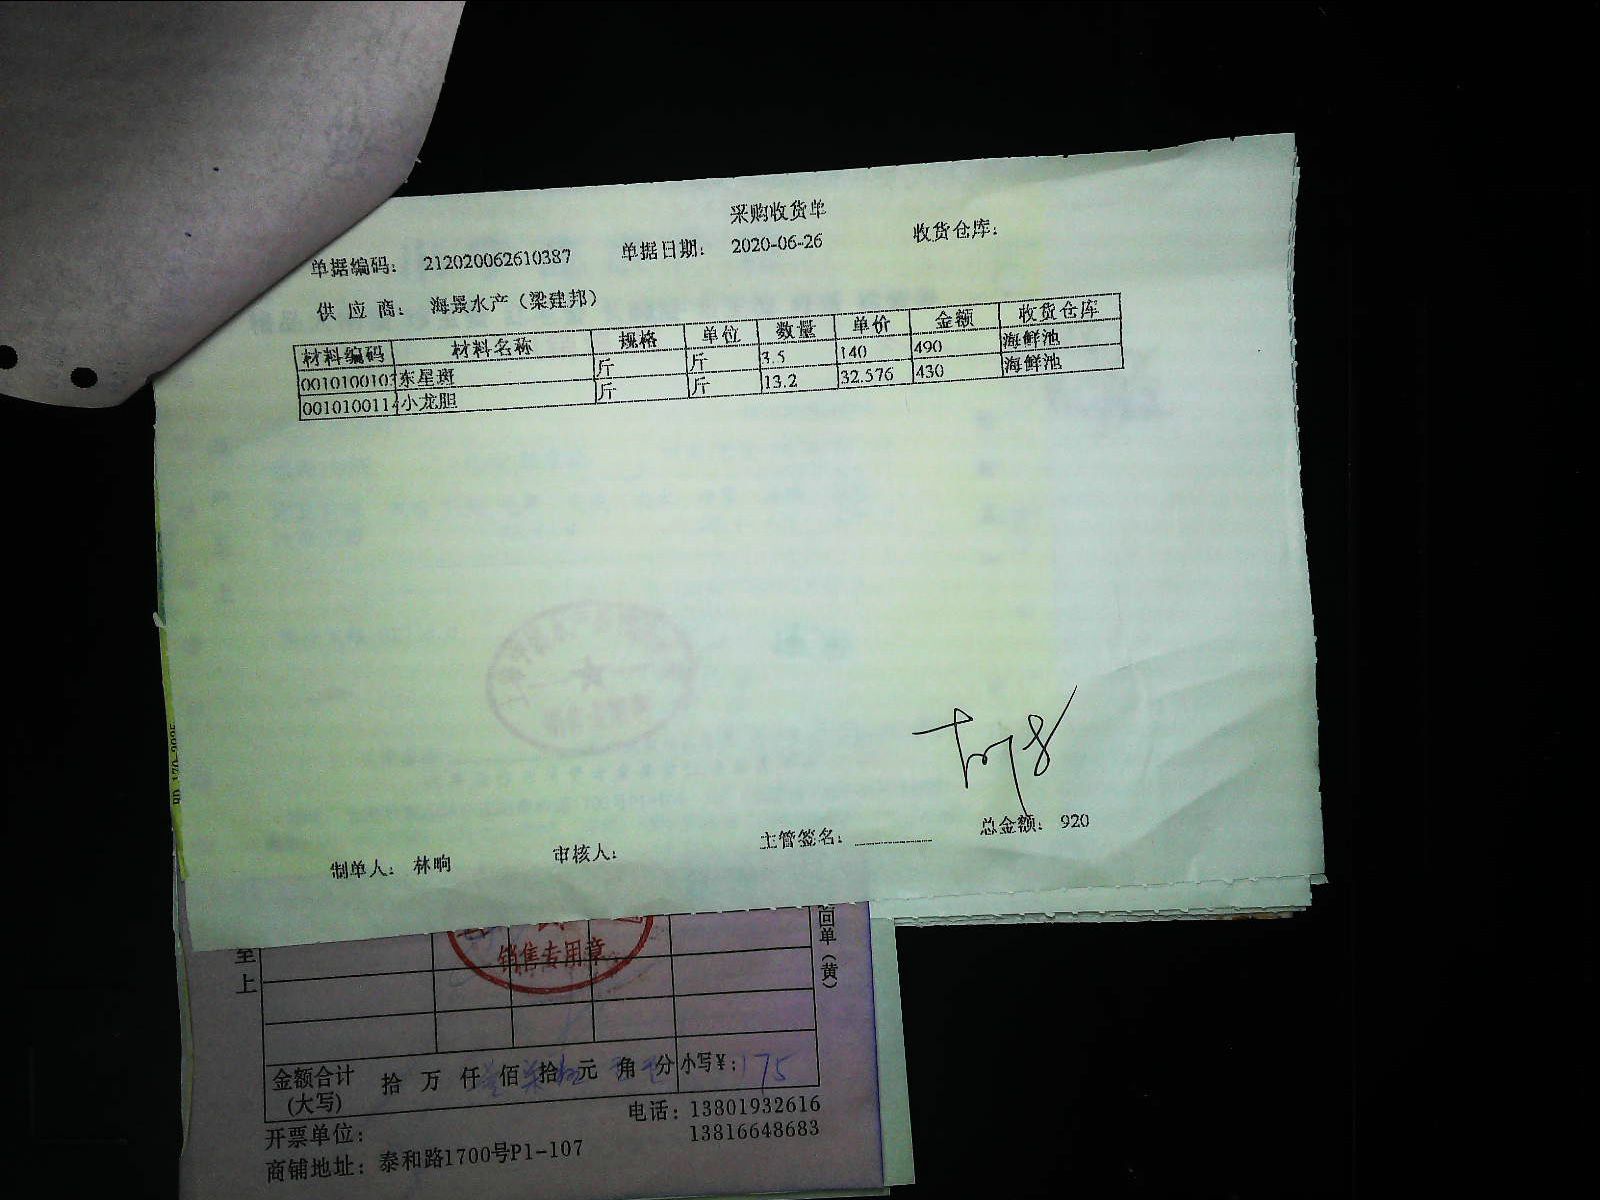 采购收货单
单据编码： 212020062610387 单据日期： 2020-06-26 收货仓库：
供 应 商： 海景水产（梁建邦）
材料编码 材料名称 规格 单位 数量 单价 金额 收货仓库
001010010 东星斑 斤 斤 3.5 140 490 海鲜池
001010011 小龙胆 斤 斤 13.2 32.576 430 海鲜池
制单人： 林晌 审核人： 主管签名： 总金额： 920
至上
回单（黄）
销售专用章
金额合计（大写） 拾 万 仟 佰 拾 元 角 分 小写¥：175
电话：13801932616
13816648683
开票单位：
商铺地址： 泰和路1700号P1-107